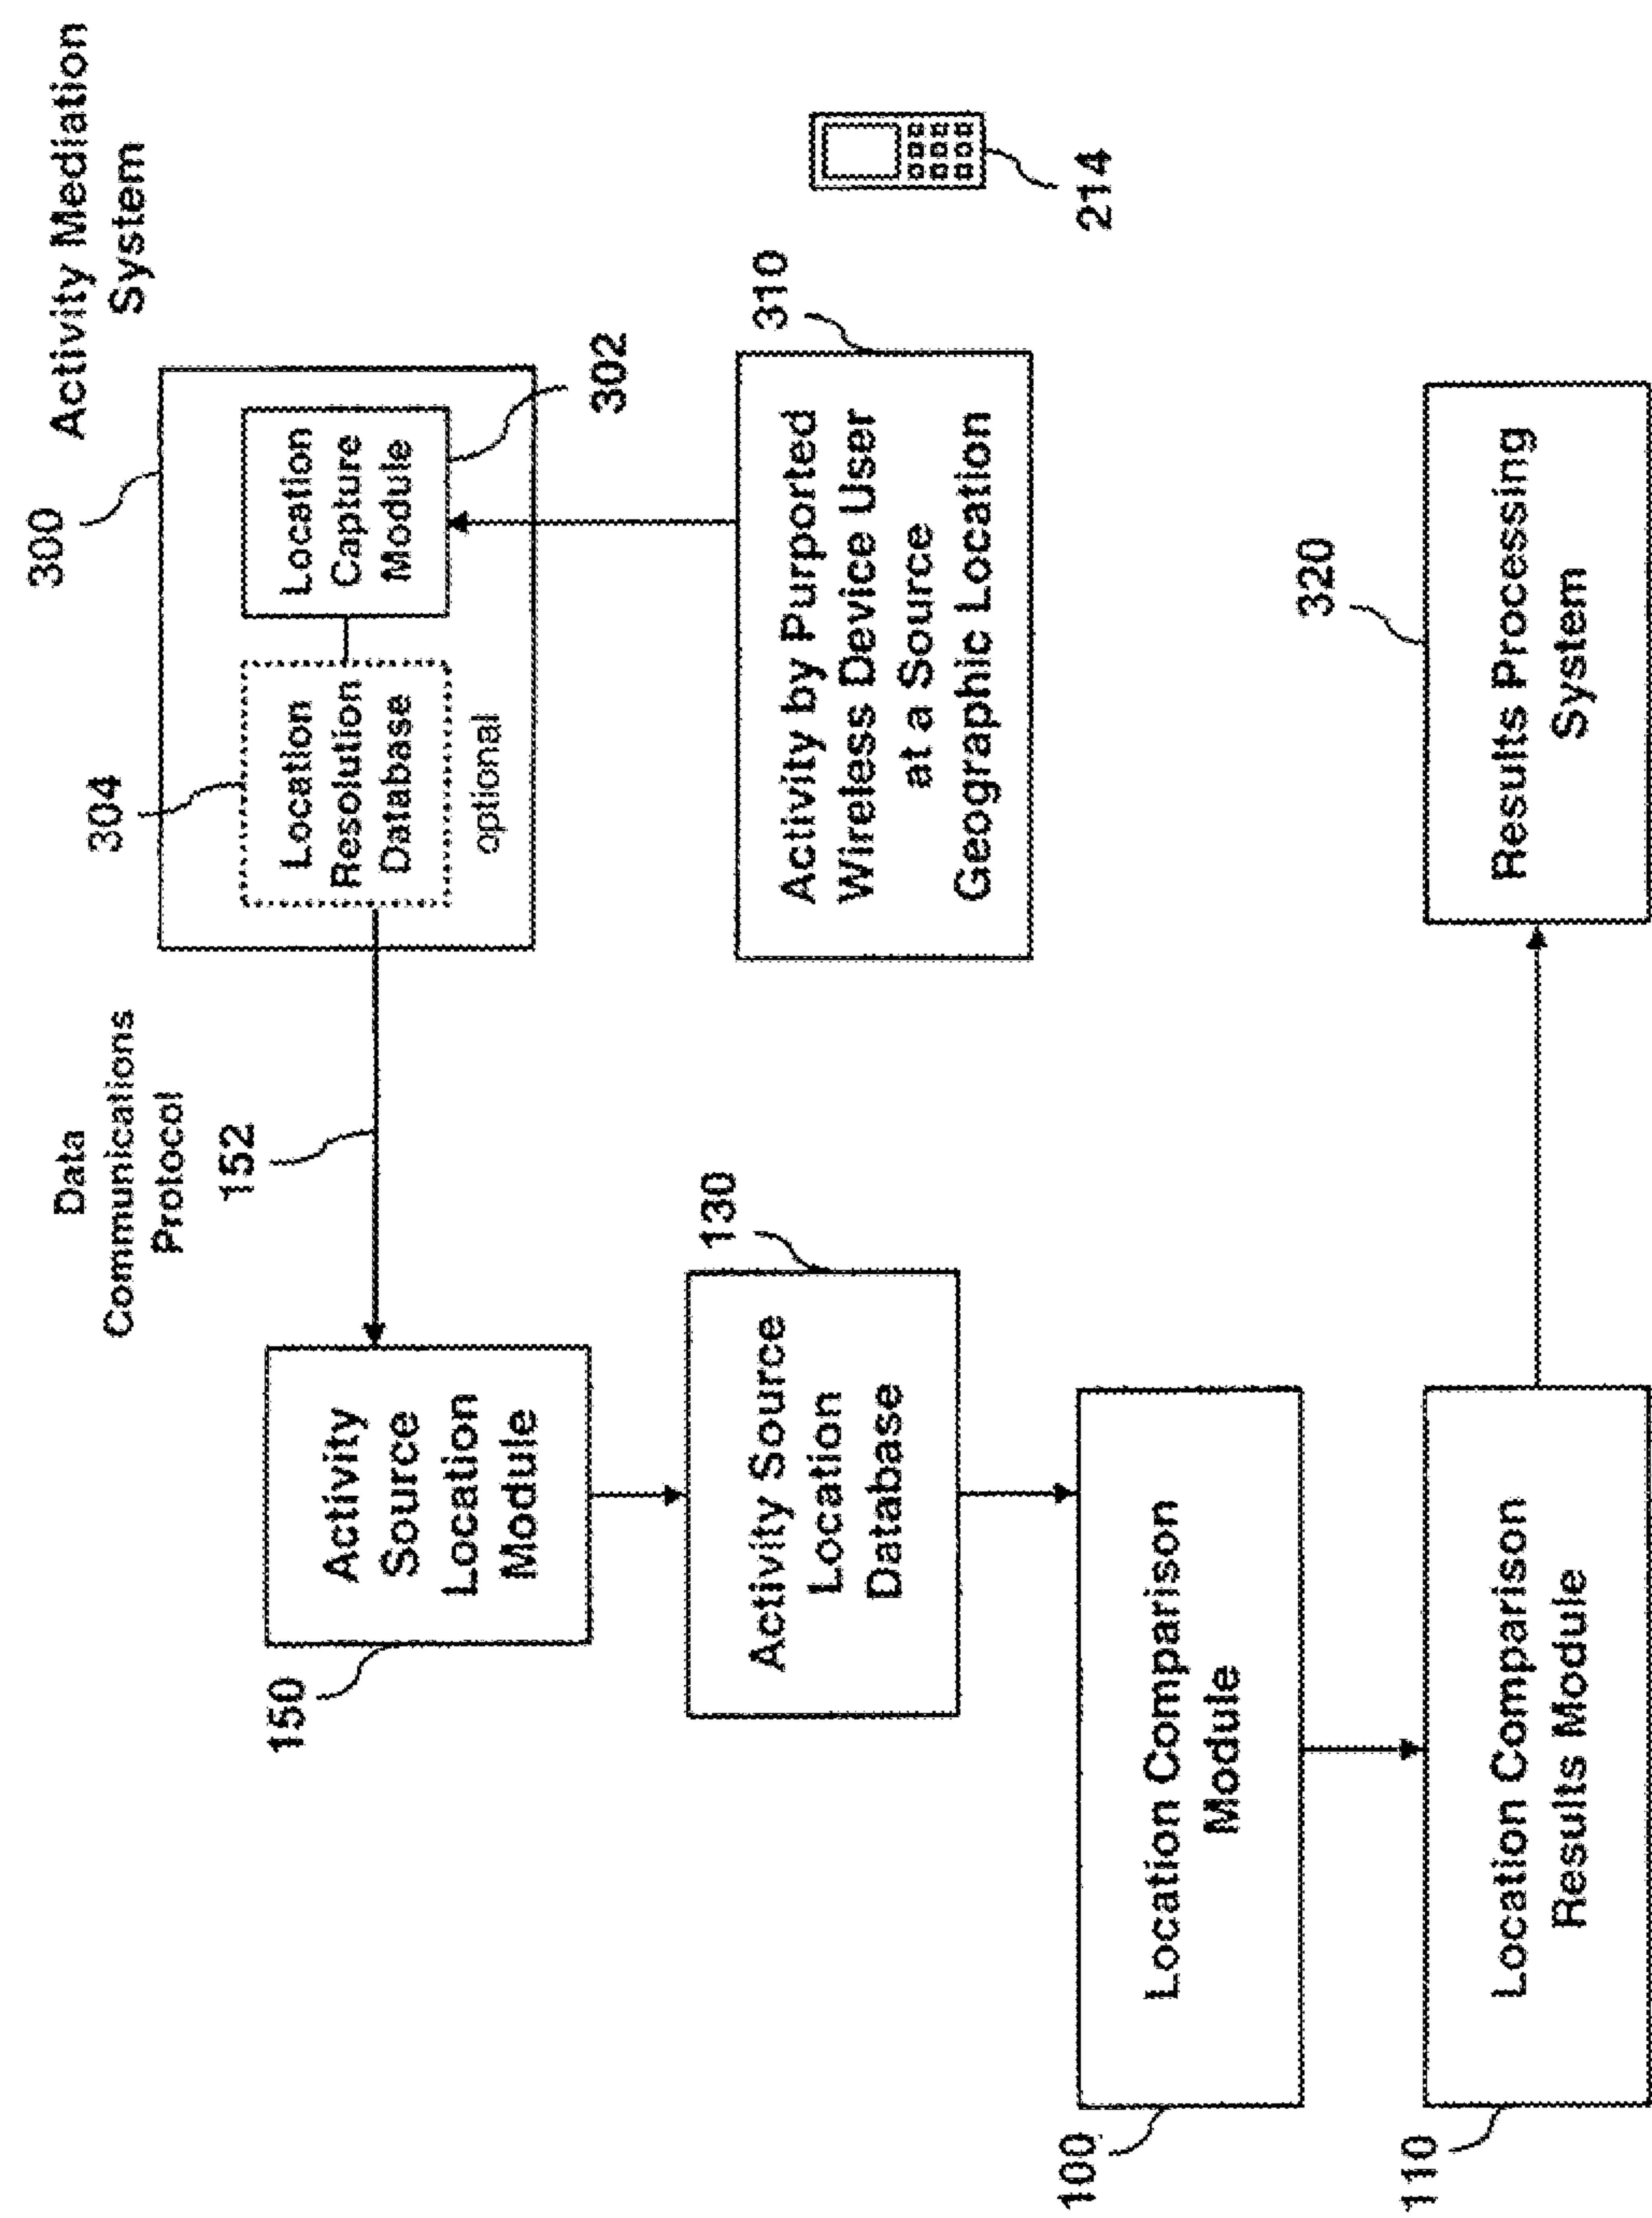 Activity Mediation
System
300
304
Location
Resolution
Database
optional
Location
Capture
Module
302
Data
Communications
Protocol
152
150
Activity
Source
Location
Module
130
Activity Source
Location
Database
310
Activity by Purported
Wireless Device User
at a Source
Geographic Location
214
100
Location Comparison
Module
110
Location Comparison
Results Module
320
Results Processing
System